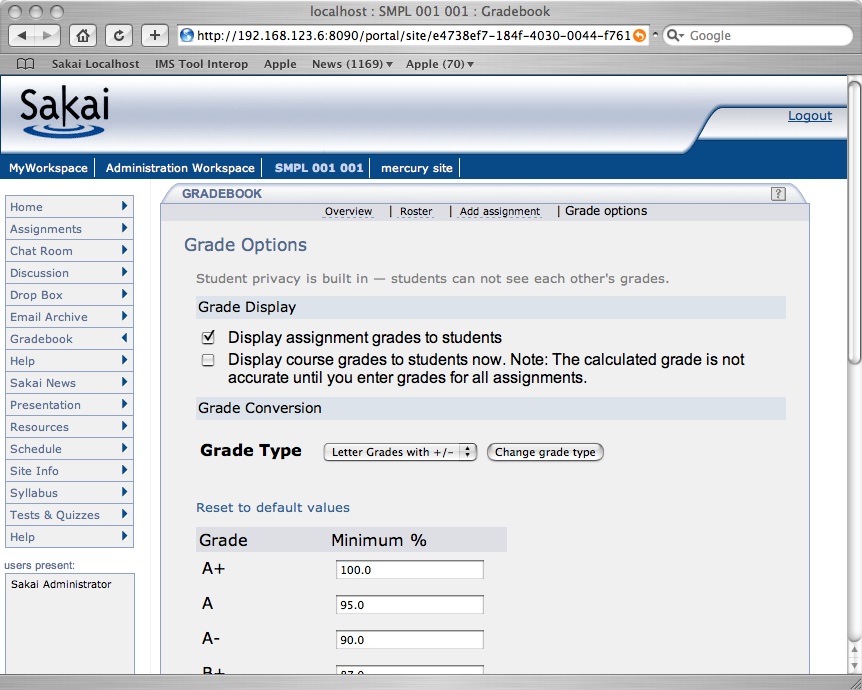 localhost : SMPL 001 001 : Gradebook
http://192.168.123.6:8090/portal/site/e4738ef7-184f-4030-0044-f761
Google
Sakai Localhost IMS Tool Interop Apple News (1169) Apple (70)
Sakai
Logout
MyWorkspace Administration Workspace SMPL 001 001 mercury site
GRADEBOOK ?
Overview | Roster | Add assignment | Grade options
Home
Assignments
Chat Room
Discussion
Drop Box
Email Archive
Gradebook
Help
Sakai News
Presentation
Resources
Schedule
Site Info
Syllabus
Tests & Quizzes
Help
users present:
Sakai Administrator
Grade Options
Student privacy is built in — students can not see each other's grades.
Grade Display
Display assignment grades to students
Display course grades to students now. Note: The calculated grade is not
accurate until you enter grades for all assignments.
Grade Conversion
Grade Type Letter Grades with +/- Change grade type
Reset to default values
Grade Minimum %
A+ 100.0
A 95.0
A- 90.0
B+ 87.0